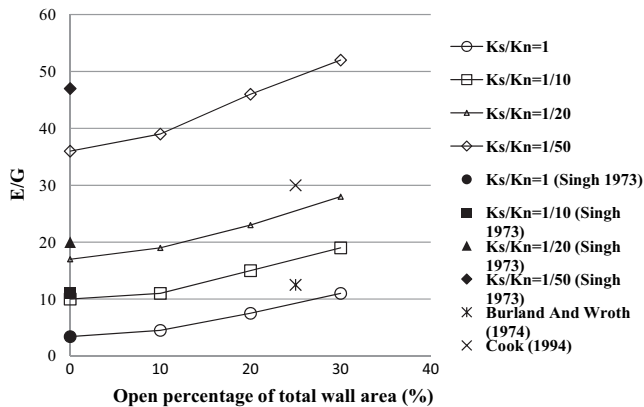 60
50
40
30
20
10
0
E/G
0
10
20
30
40
Open percentage of total wall area (%)
Ks/Kn=1
Ks/Kn=1/10
Ks/Kn=1/20
Ks/Kn=1/50
Ks/Kn=1 (Singh 1973)
Ks/Kn=1/10 (Singh
1973)
Ks/Kn=1/20 (Singh
1973)
Ks/Kn=1/50 (Singh
1973)
Burland And Wroth
(1974)
Cook (1994)